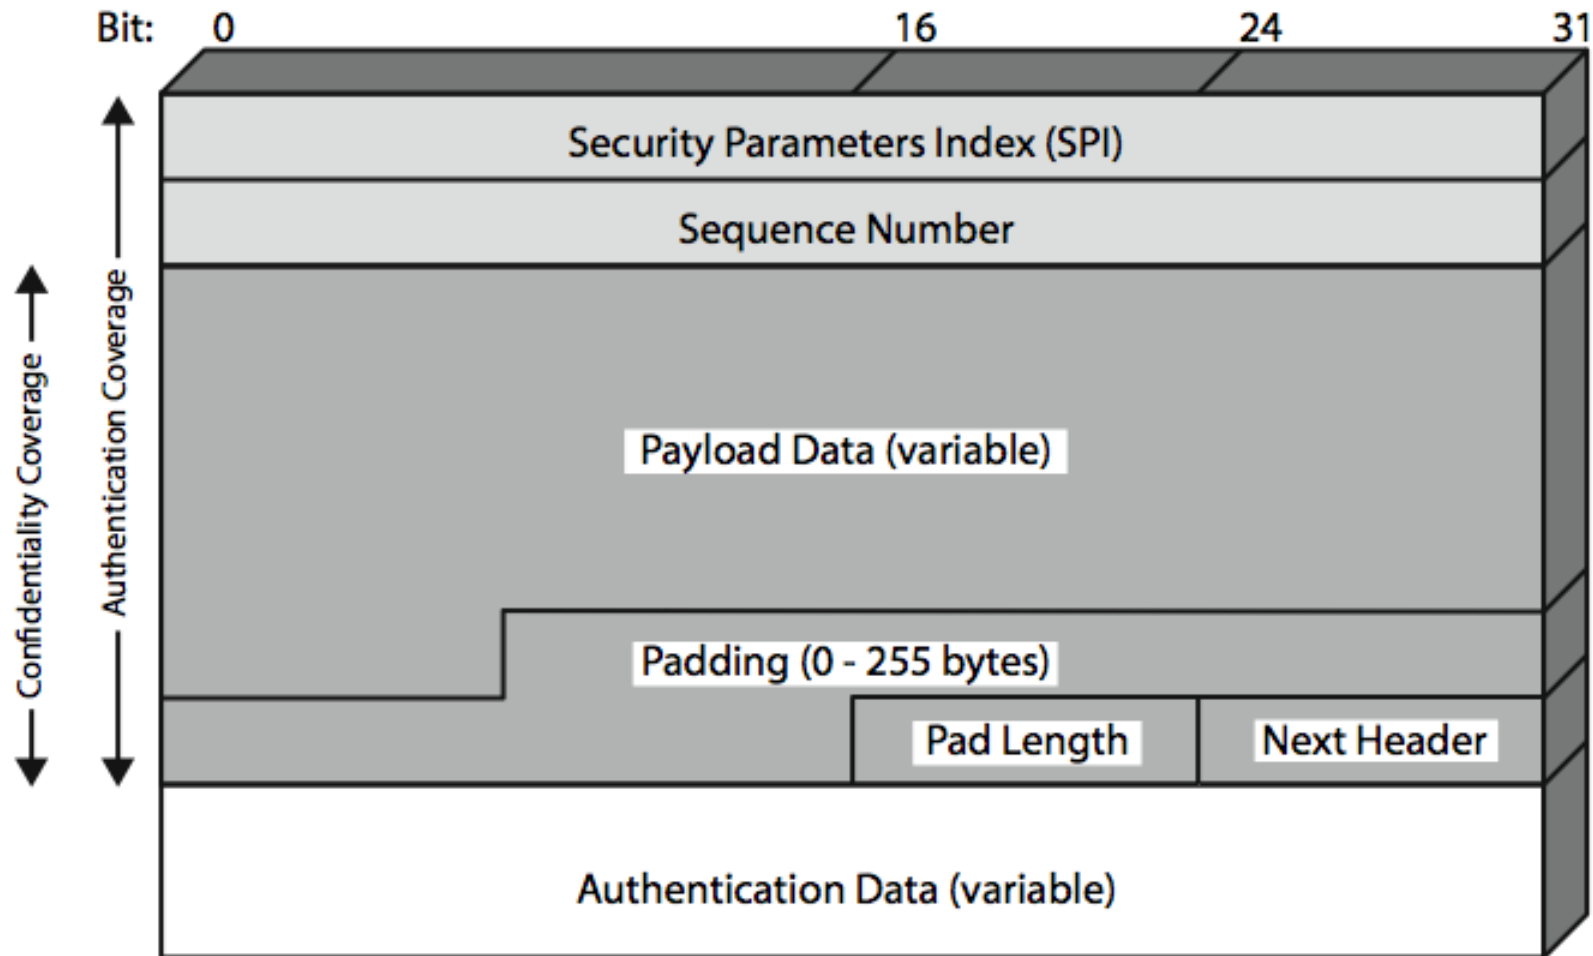 Bit: 0 16 24 31
Security Parameters Index (SPI)
Sequence Number
Confidentiality Coverage
Authentication Coverage
Payload Data (variable)
Padding (0 - 255 bytes)
Pad Length Next Header
Authentication Data (variable)